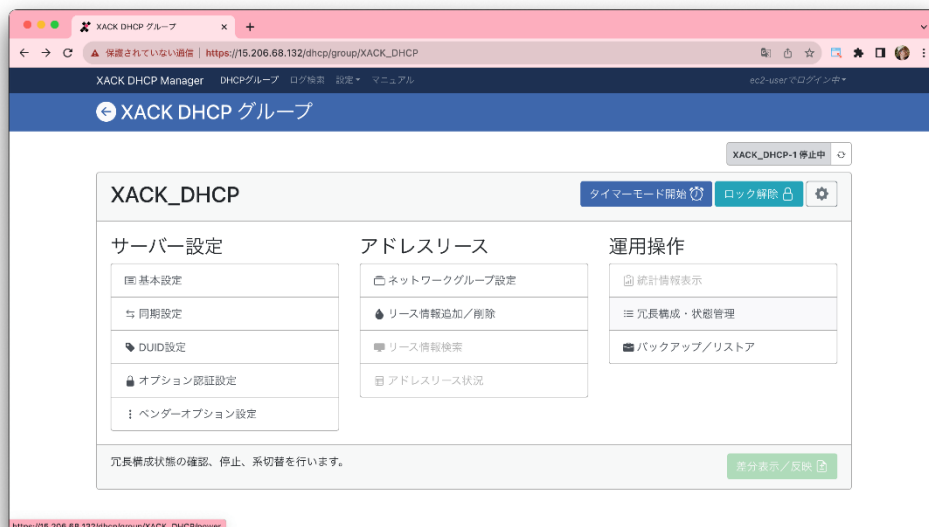 XACK DHCP グループ
保護されていない通信 | https://15.206.68.132/dhcp/group/XACK_DHCP
XACK DHCP Manager DHCPグループ ログ検索 設定 マニュアル ec2-userでログイン中
XACK DHCP グループ
XACK_DHCP-1 停止中
XACK_DHCP タイマーモード開始 ロック解除
サーバー設定 アドレスリース 運用操作
基本設定 ネットワークグループ設定 統計情報表示
同期設定 リース情報追加／削除 冗長構成・状態管理
DUID設定 リース情報検索 バックアップ／リストア
オプション認証設定 アドレスリース状況
ベンダーオプション設定
冗長構成状態の確認、停止、系切替を行います。 差分表示／反映
https://15.206.68.132/dhcp/group/XACK_DHCP/power